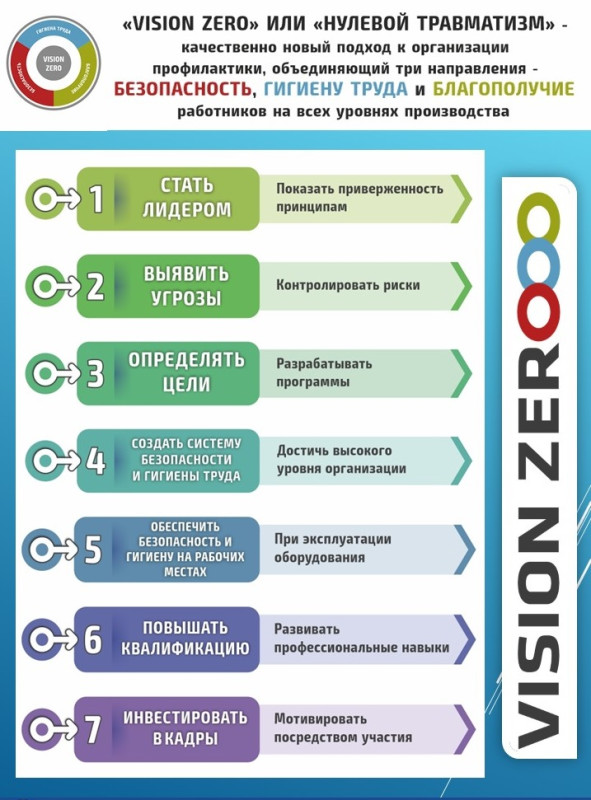 ГИГИЕНА ТРУДА
БЕЗОПАСНОСТЬ
БЛАГОПОЛУЧИЕ
VISION
ZERO
«VISION ZERO» ИЛИ «НУЛЕВОЙ ТРАВМАТИЗМ» -
качественно новый подход к организации
профилактики, объединяющий три направления -
БЕЗОПАСНОСТЬ, ГИГИЕНУ ТРУДА и БЛАГОПОЛУЧИЕ
работников на всех уровнях производства
1
СТАТЬ
ЛИДЕРОМ
Показать приверженность
принципам
2
ВЫЯВИТЬ
УГРОЗЫ
Контролировать риски
3
ОПРЕДЕЛЯТЬ
ЦЕЛИ
Разрабатывать
программы
4
СОЗДАТЬ СИСТЕМУ
БЕЗОПАСНОСТИ
И ГИГИЕНЫ ТРУДА
Достичь высокого
уровня организации
5
ОБЕСПЕЧИТЬ
БЕЗОПАСНОСТЬ И
ГИГИЕНУ НА РАБОЧИХ
МЕСТАХ
При эксплуатации
оборудования
6
ПОВЫШАТЬ
КВАЛИФИКАЦИЮ
Развивать
профессиональные навыки
7
ИНВЕСТИРОВАТЬ
В КАДРЫ
Мотивировать
посредством участия
VISION ZEROOO